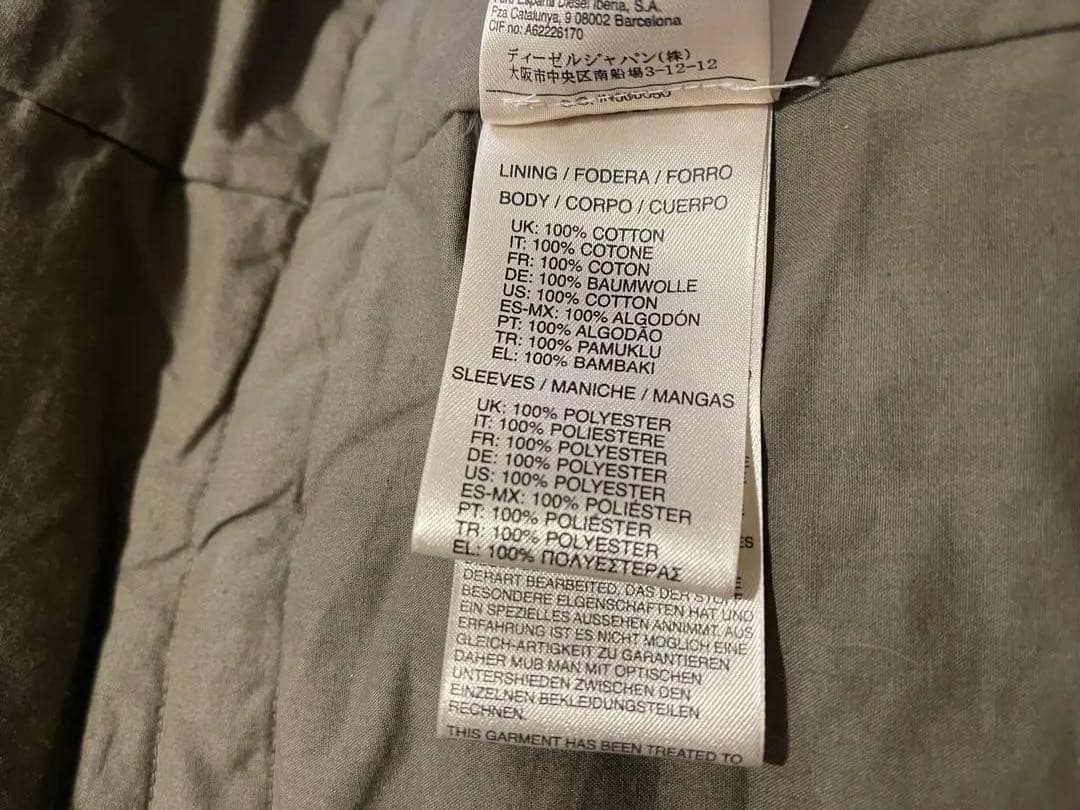 Iberia, S.A.
Pza Catalunya, 9 08002 Barcelona
CIF no: A62226170
ディーゼルジャパン(株)
大阪市中央区南船場3-12-12
LINING / FODERA / FORRO
BODY / CORPO / CUERPO
UK: 100% COTTON
IT: 100% COTONE
FR: 100% COTON
DE: 100% BAUMWOLLE
US: 100% COTTON
ES-MX: 100% ALGODÓN
PT: 100% ALGODÃO
TR: 100% PAMUKLU
EL: 100% BAMBAKI
SLEEVES / MANICHE / MANGAS
UK: 100% POLYESTER
IT: 100% POLIESTERE
FR: 100% POLYESTER
DE: 100% POLYESTER
US: 100% POLYESTER
ES-MX: 100% POLIÉSTER
PT: 100% POLIÉSTER
TR: 100% POLYESTER
EL: 100% ΠΟΛΥΕΣΤΕΡΑΣ
DERART BEARBEITED, DAS DER
BESONDERE ELGENSCHAFTEN HAT UND
EIN SPEZIELLES AUSSEHEN ANNIMMT. AUS
ERFAHRUNG IST ES NICHT MOGLICH EINE
GLEICH-ARTIGKEIT ZU GARANTIEREN
DAHER MUB MAN MIT OPTISCHEN
UNTERSHIEDEN ZWISCHEN DEN
EINZELNEN BEKLEIDUNGSTEILEN
RECHNEN.
THIS GARMENT HAS BEEN TREATED TO